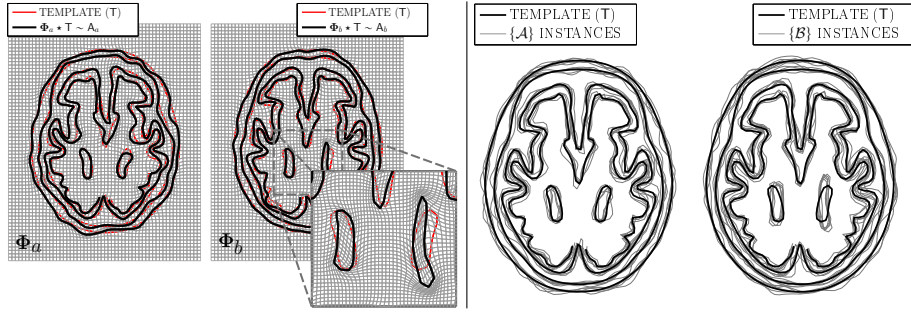 TEMPLATE (T)
Φa ⋆ T ∼ Aa
TEMPLATE (T)
Φb ⋆ T ∼ Ab
TEMPLATE (T)
{𝒜} INSTANCES
TEMPLATE (T)
{ℬ} INSTANCES
Φa
Φb